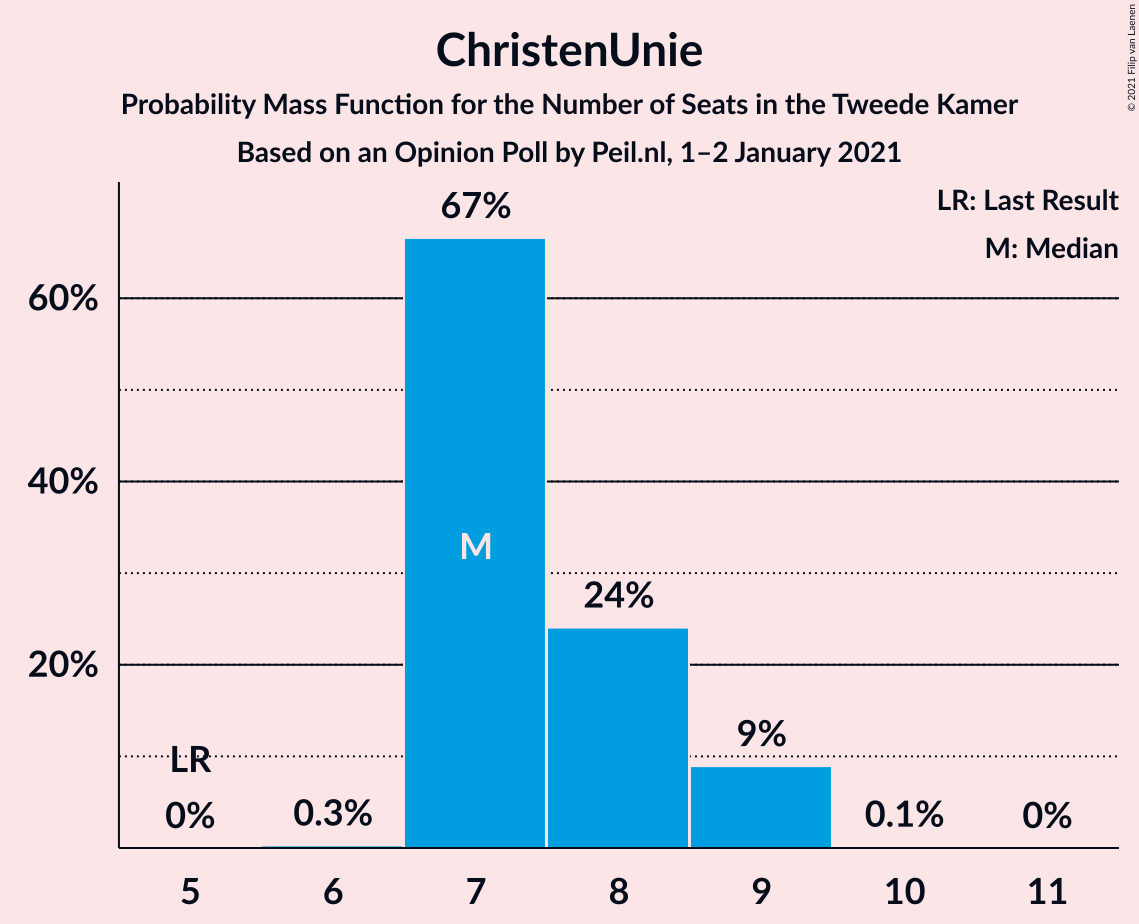 ChristenUnie
Probability Mass Function for the Number of Seats in the Tweede Kamer
Based on an Opinion Poll by Peil.nl, 1–2 January 2021
© 2021 Filip van Laenen
LR: Last Result
M: Median
67%
60%
40%
M
24%
20%
9%
LR
0%
0.3%
0.1%
0%
5 6 7 8 9 10 11